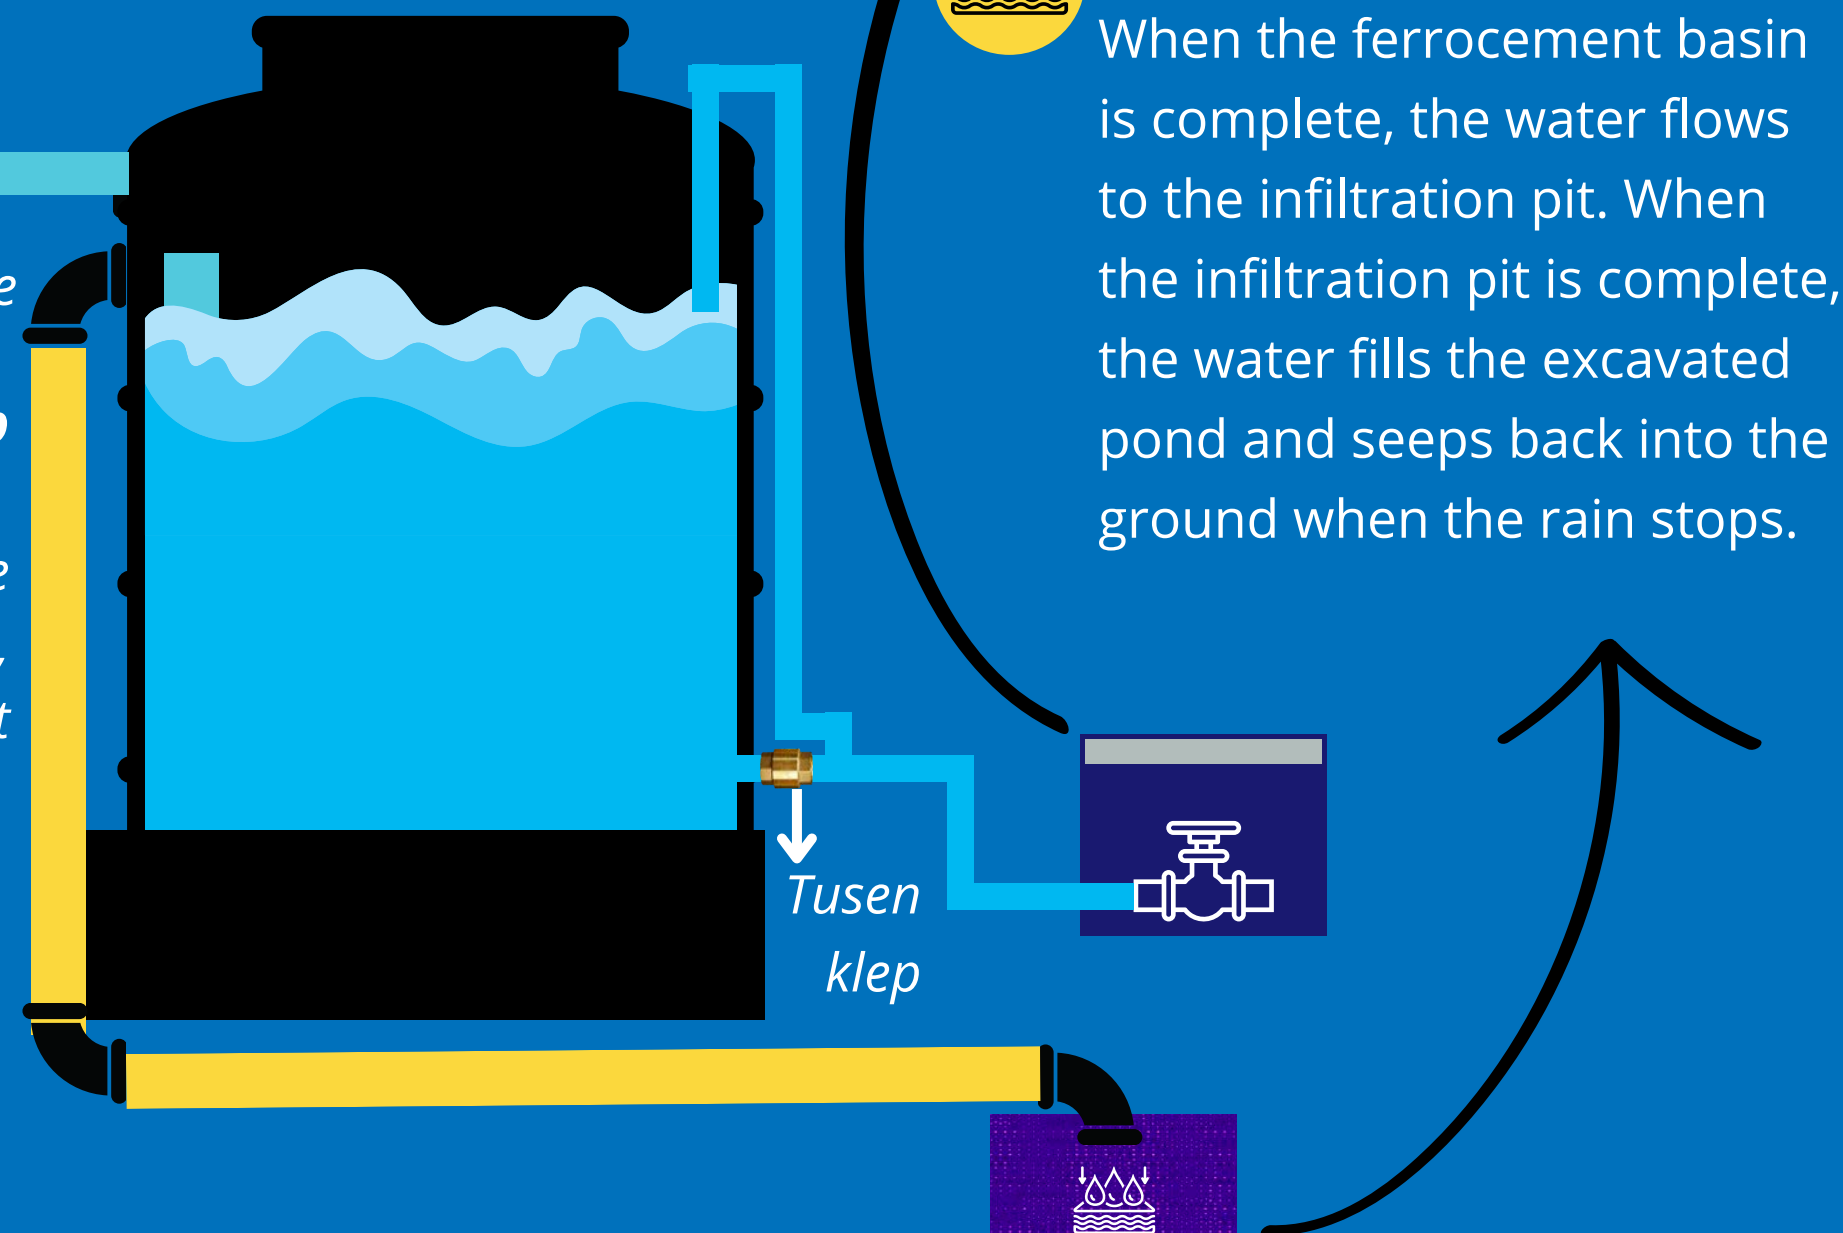 When the ferrocement basin
is complete, the water flows
to the infiltration pit. When
the infiltration pit is complete,
the water fills the excavated
pond and seeps back into the
ground when the rain stops.
Tusen
klep